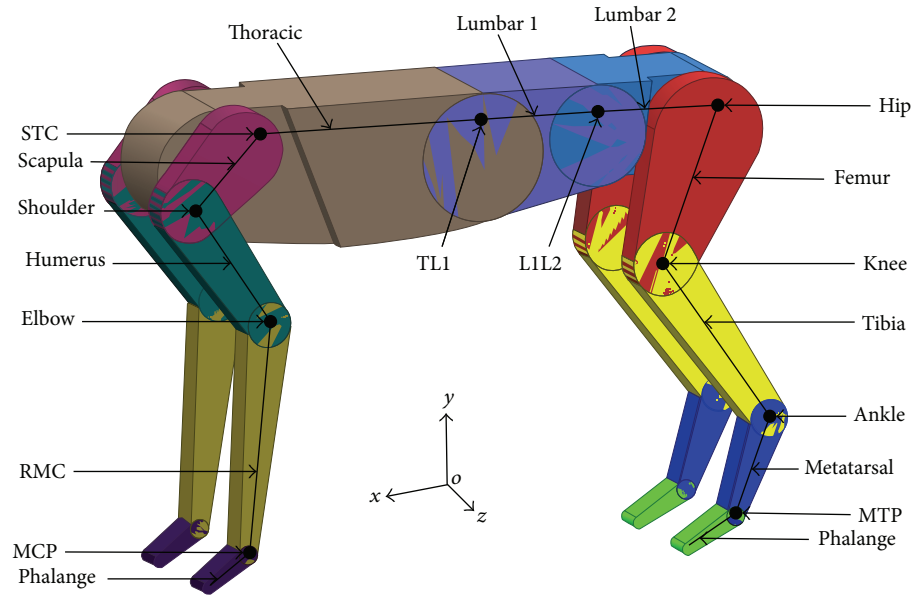 Lumbar 2
Lumbar 1
Thoracic
STC
Hip
Scapula
Femur
Shoulder
Humerus
TL1
L1L2
Knee
Elbow
Tibia
y
Ankle
RMC
o
Metatarsal
x
z
MTP
Phalange
MCP
Phalange